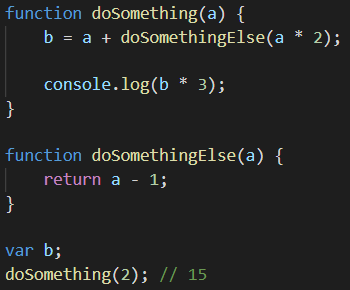 function doSomething(a) {
    b = a + doSomethingElse(a * 2);

    console.log(b * 3);
}

function doSomethingElse(a) {
    return a - 1;
}

var b;
doSomething(2); // 15